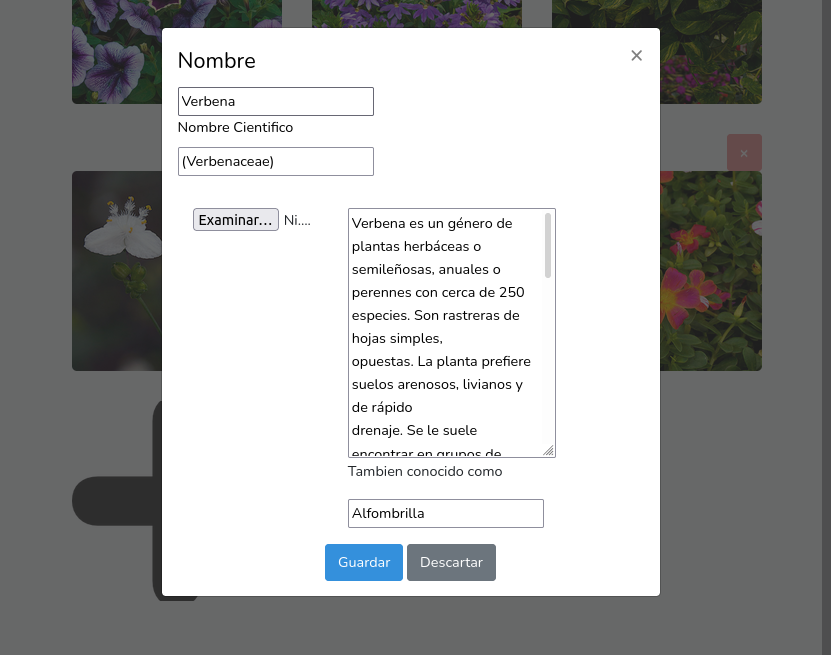 Nombre
×
Verbena
Nombre Cientifico
(Verbenaceae)
×
Examinar... Ni....
Verbena es un género de
plantas herbáceas o
semileñosas, anuales o
perennes con cerca de 250
especies. Son rastreras de
hojas simples,
opuestas. La planta prefiere
suelos arenosos, livianos y
de rápido
drenaje. Se le suele
encontrar en grupos de
Tambien conocido como
Alfombrilla
Guardar Descartar